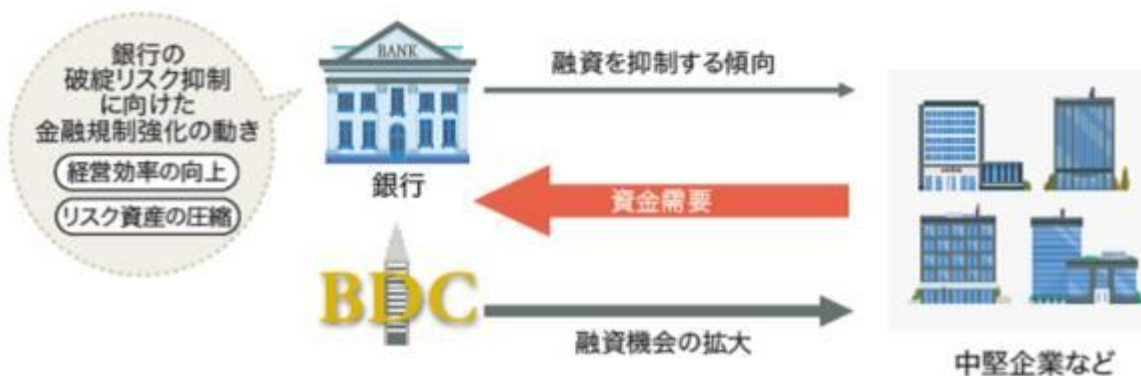 銀行の
破綻リスク抑制
に向けた
金融規制強化の動き
経営効率の向上
リスク資産の圧縮
BANK
銀行
融資を抑制する傾向
資金需要
BDC
融資機会の拡大
中堅企業など